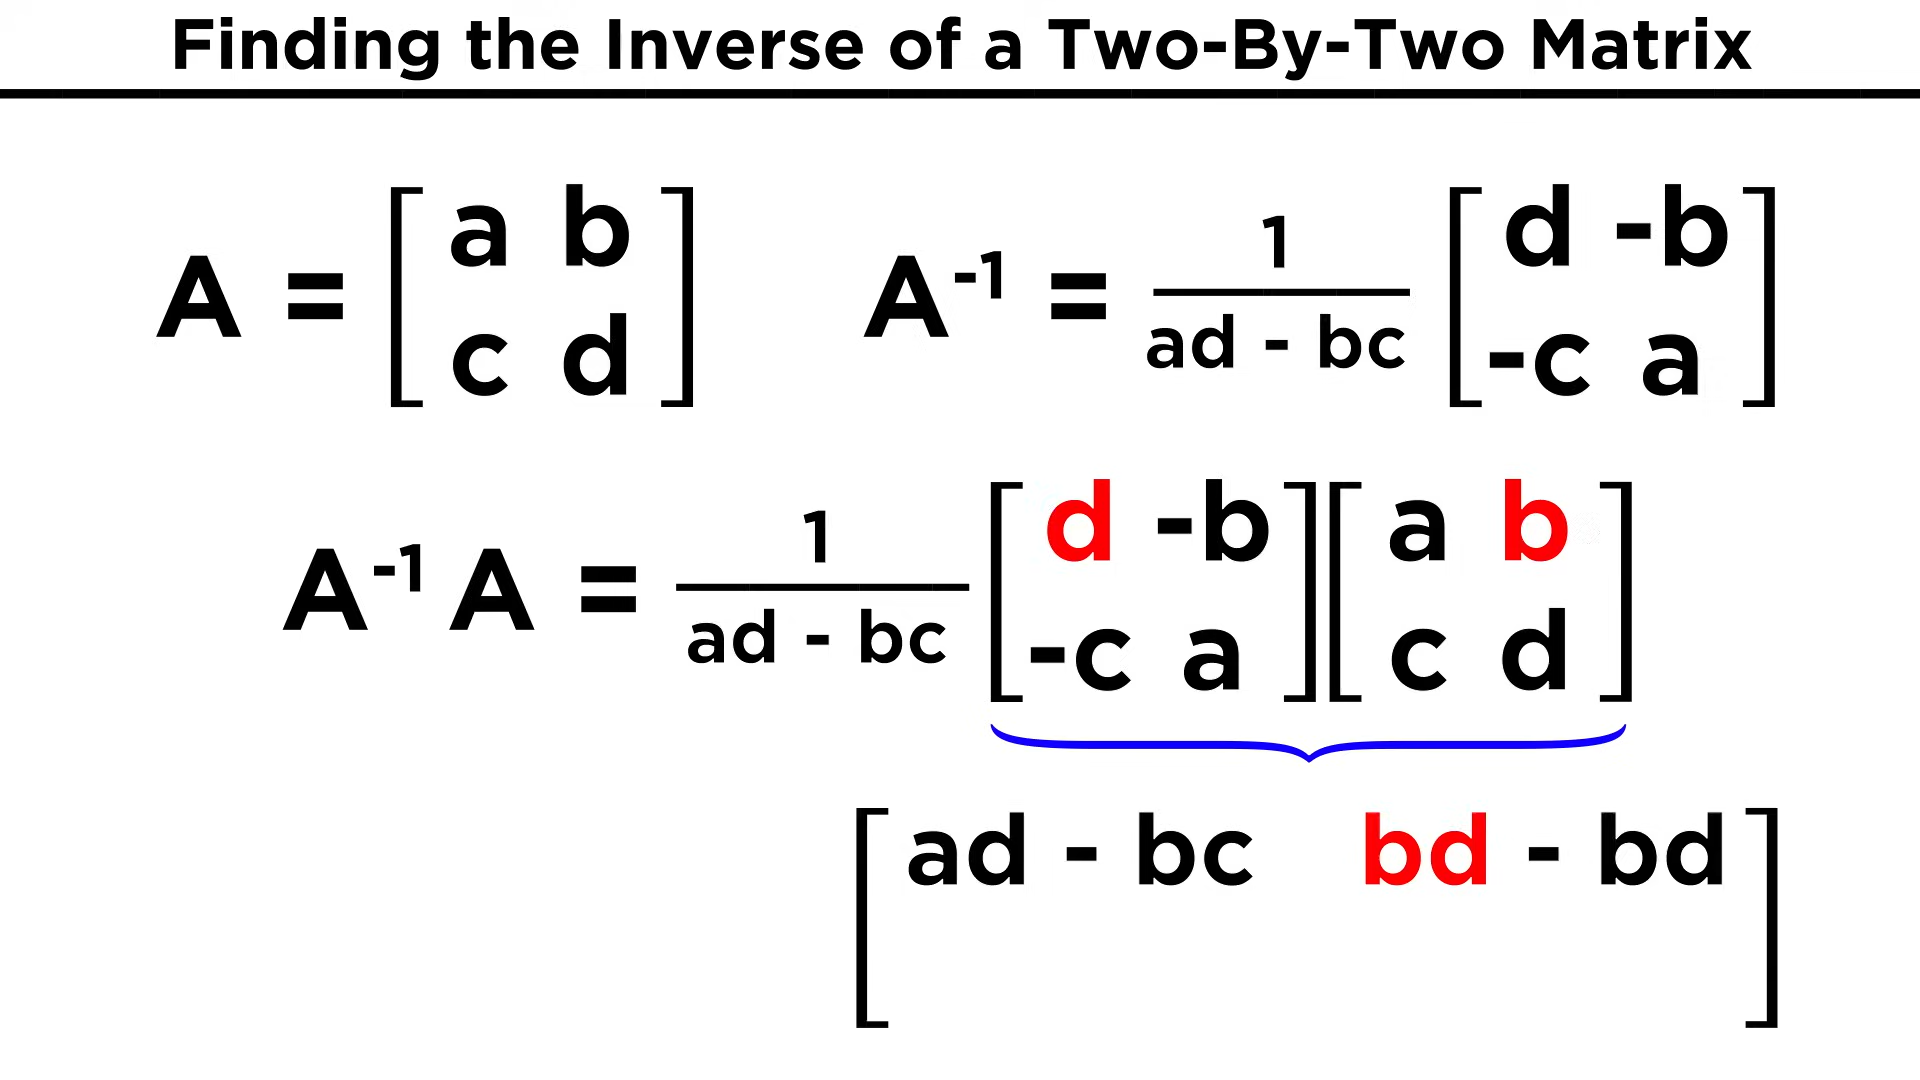 Finding the Inverse of a Two-By-Two Matrix
A = [ a b
c d ]
A⁻¹ = 1
ad - bc
[ d -b
-c a ]
A⁻¹ A = 1
ad - bc
[ d -b
-c a ]
[ a b
c d ]
[ ad - bc bd - bd ]